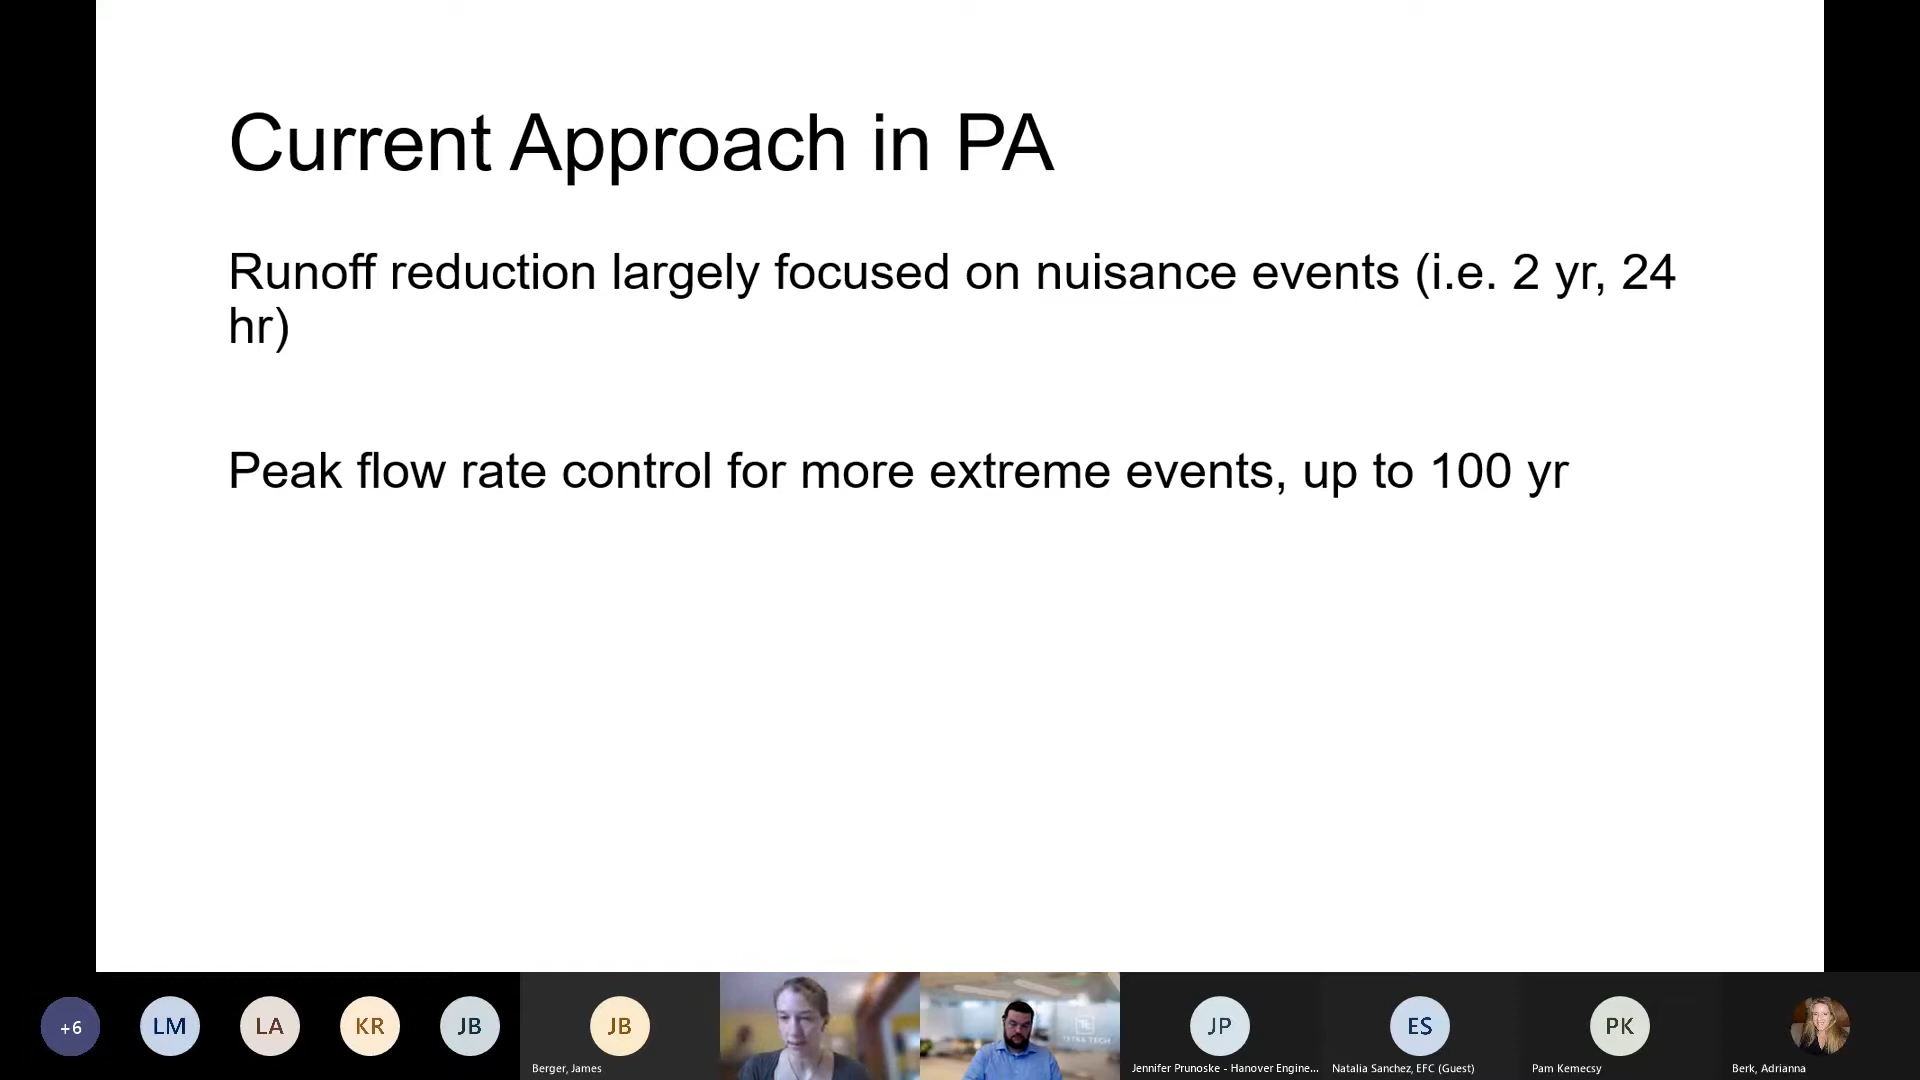 Current Approach in PA
Runoff reduction largely focused on nuisance events (i.e. 2 yr, 24
hr)
Peak flow rate control for more extreme events, up to 100 yr
+6
LM
LA
KR
JB
JB
Berger, James
TETRA TECH
JP
Jennifer Prunoske - Hanover Engine...
ES
Natalia Sanchez, EFC (Guest)
PK
Pam Kemecsy
Berk, Adrianna